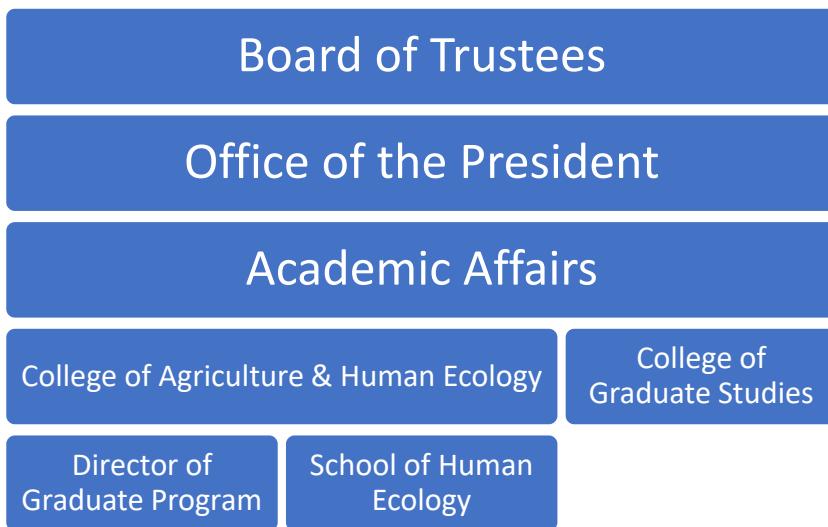 Board of Trustees
Office of the President
Academic Affairs
College of Agriculture & Human Ecology
College of
Graduate Studies
Director of
Graduate Program
School of Human
Ecology